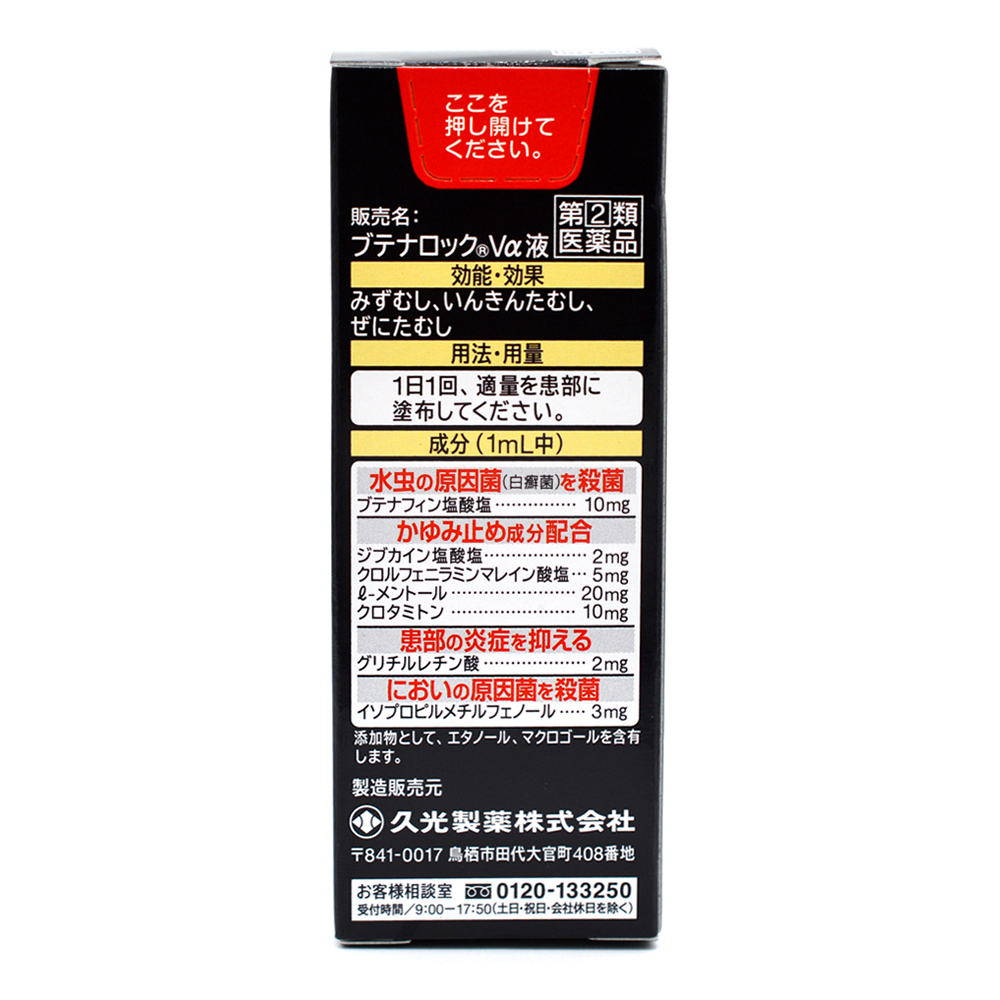 ここを
押し開けて
ください。
販売名:
ブテナロック®Vα液
第②類
医薬品
効能・効果
みずむし、いんきんたむし、
ぜにたむし
用法・用量
1日1回、適量を患部に
塗布してください。
成分(1mL中)
水虫の原因菌(白癬菌)を殺菌
ブテナフィン塩酸塩……………10mg
かゆみ止め成分配合
ジブカイン塩酸塩…………………2mg
クロルフェニラミンマレイン酸塩…5mg
ℓ-メントール……………………20mg
クロタミトン……………………10mg
患部の炎症を抑える
グリチルレチン酸…………………2mg
においの原因菌を殺菌
イソプロピルメチルフェノール……3mg
添加物として、エタノール、マクロゴールを含有
します。
製造販売元
久光製薬株式会社
〒841-0017 鳥栖市田代大官町408番地
お客様相談室 0120-133250
受付時間/9:00-17:50(土日・祝日・会社休日を除く)